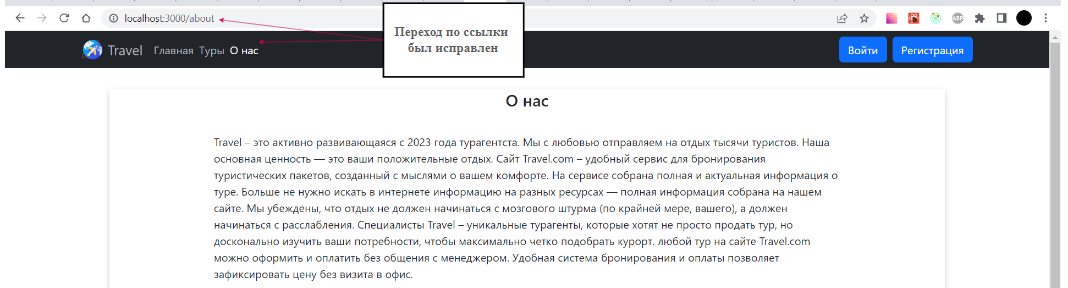 localhost:3000/about
Переход по ссылки
был исправлен
ABP
Travel Главная Туры О нас Войти Регистрация
О нас
Travel – это активно развивающаяся с 2023 года турагентста. Мы с любовью отправляем на отдых тысячи туристов. Наша
основная ценность — это ваши положительные отдых. Сайт Travel.com – удобный сервис для бронирования
туристических пакетов, созданный с мыслями о вашем комфорте. На сервисе собрана полная и актуальная информация о
туре. Больше не нужно искать в интернете информацию на разных ресурсах — полная информация собрана на нашем
сайте. Мы убеждены, что отдых не должен начинаться с мозгового штурма (по крайней мере, вашего), а должен
начинаться с расслабления. Специалисты Travel – уникальные турагенты, которые хотят не просто продать тур, но
досконально изучить ваши потребности, чтобы максимально четко подобрать курорт. любой тур на сайте Travel.com
можно оформить и оплатить без общения с менеджером. Удобная система бронирования и оплаты позволяет
зафиксировать цену без визита в офис.